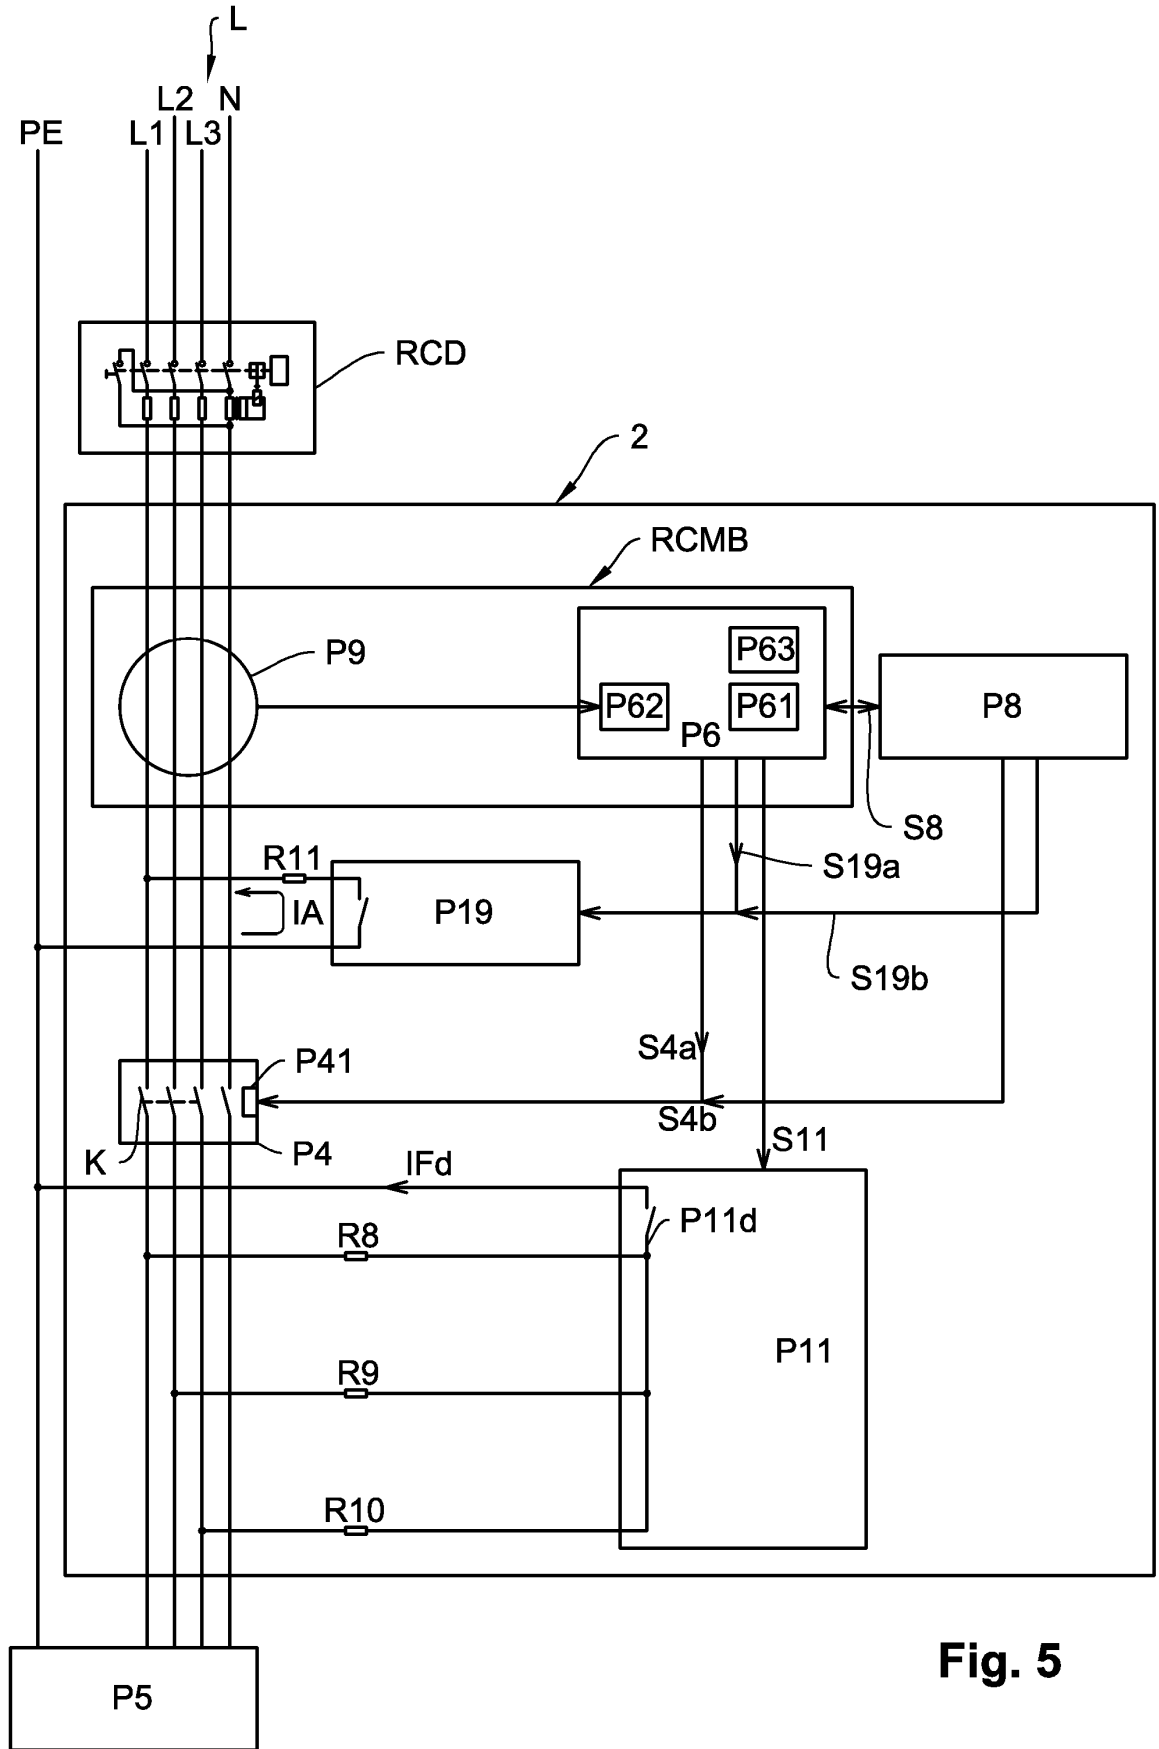 L
L2 N
PE L1 L3
RCD
2
RCMB
P9
P63
P62 P61
P6
P8
S8
R11
S19a
IA
P19
S19b
S4a
P41
S4b
S11
K
P4
IFd
P11d
R8
P11
R9
R10
Fig. 5
P5